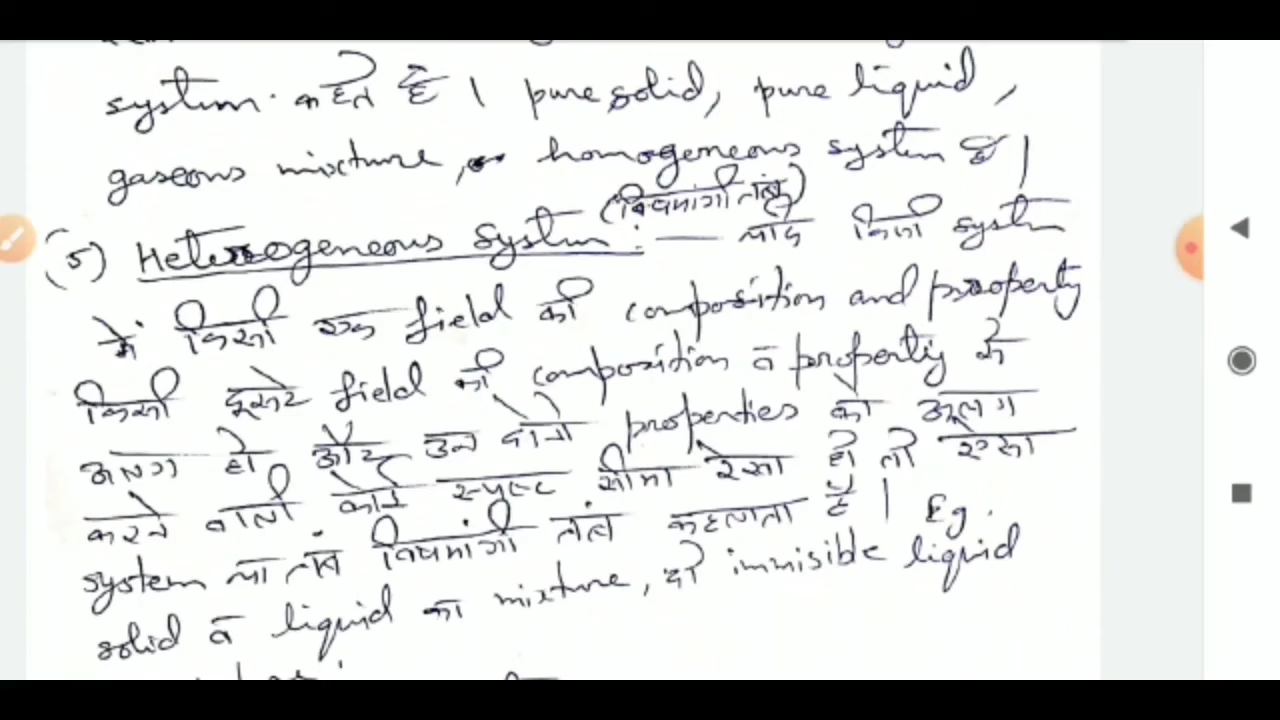 system कहते हैं । pure solid, pure liquid,
gaseous mixture, homogeneous system है ।
(विषमांगी तंत्र)
(5) Heterogeneous system : — यदि किसी system
में किसी एक field की composition and property
किसी दूसरे field की composition व property से
अलग हो और उन दोनो properties को अलग
करने वाली कोई स्पष्ट सीमा रेखा हो तो ऐसा
system या तंत्र विषमांगी तंत्र कहलाता है । Eg.
solid व liquid का mixture, दो immisible liquid